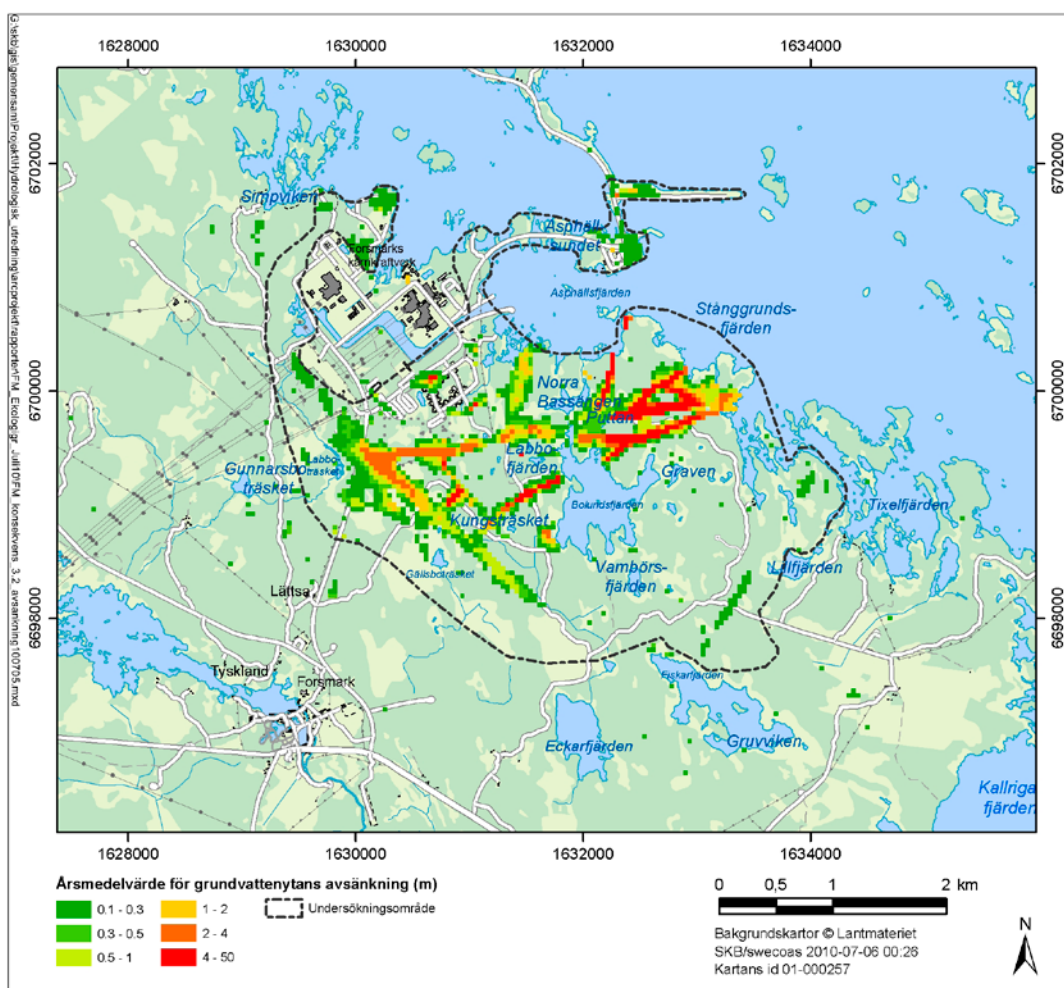 1628000 1630000 1632000 1634000
6702000 6702000
6700000 6700000
6698000 6698000
Simpviken
Forsmarks
kärnkraftverk
Asphäll-
sundet
Asphällsfjärden
Stånggrunds-
fjärden
Norra
Bassängen
Puttan
Labbo-
träsket
Gunnarsbo-
träsket
Labbo-
fjärden
Graven
Bolundsfjärden
Tixelfjärden
Kungsträsket
Gällsboträsket
Vambörs-
fjärden
Lillfjärden
Lättsa
Tyskland
Forsmark
Fiskarfjärden
Eckarfjärden
Gruvviken
Kallriga
fjärden
1628000 1630000 1632000 1634000
Årsmedelvärde för grundvattenytans avsänkning (m)
0.1 - 0.3
0.3 - 0.5
0.5 - 1
1 - 2
2 - 4
4 - 50
Undersökningsområde
0 0,5 1 2 km
Bakgrundskartor © Lantmateriet
SKB/swecoas 2010-07-06 00:26
Kartans id 01-000257
N